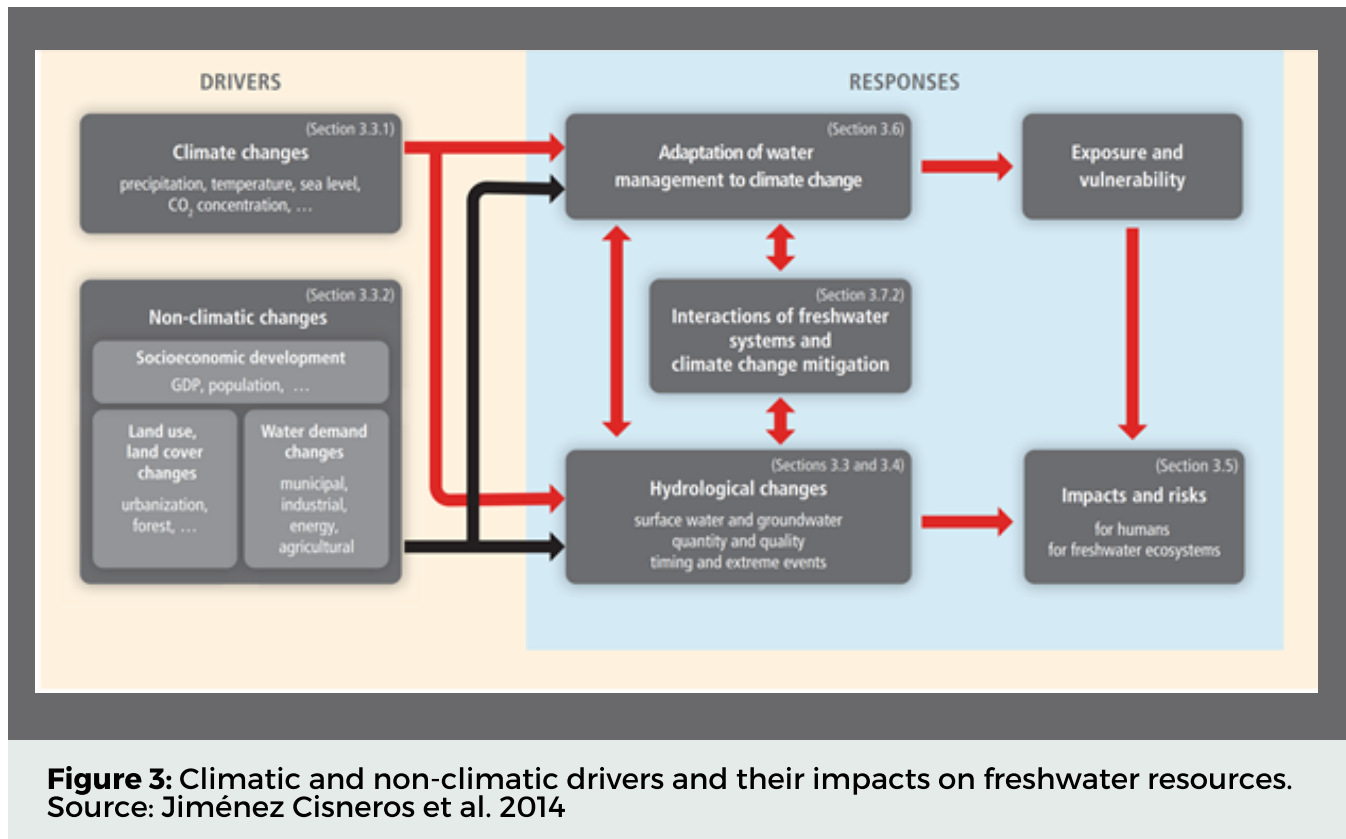 DRIVERS
RESPONSES
(Section 3.3.1)
Climate changes
precipitation, temperature, sea level,
CO₂ concentration, …
(Section 3.3.2)
Non-climatic changes
Socioeconomic development
GDP, population, …
Land use,
land cover
changes
urbanization,
forest, …
Water demand
changes
municipal,
industrial,
energy,
agricultural
(Section 3.6)
Adaptation of water
management to climate change
Exposure and
vulnerability
(Section 3.7.2)
Interactions of freshwater
systems and
climate change mitigation
(Sections 3.3 and 3.4)
Hydrological changes
surface water and groundwater
quantity and quality
timing and extreme events
(Section 3.5)
Impacts and risks
for humans
for freshwater ecosystems
Figure 3: Climatic and non-climatic drivers and their impacts on freshwater resources.
Source: Jiménez Cisneros et al. 2014